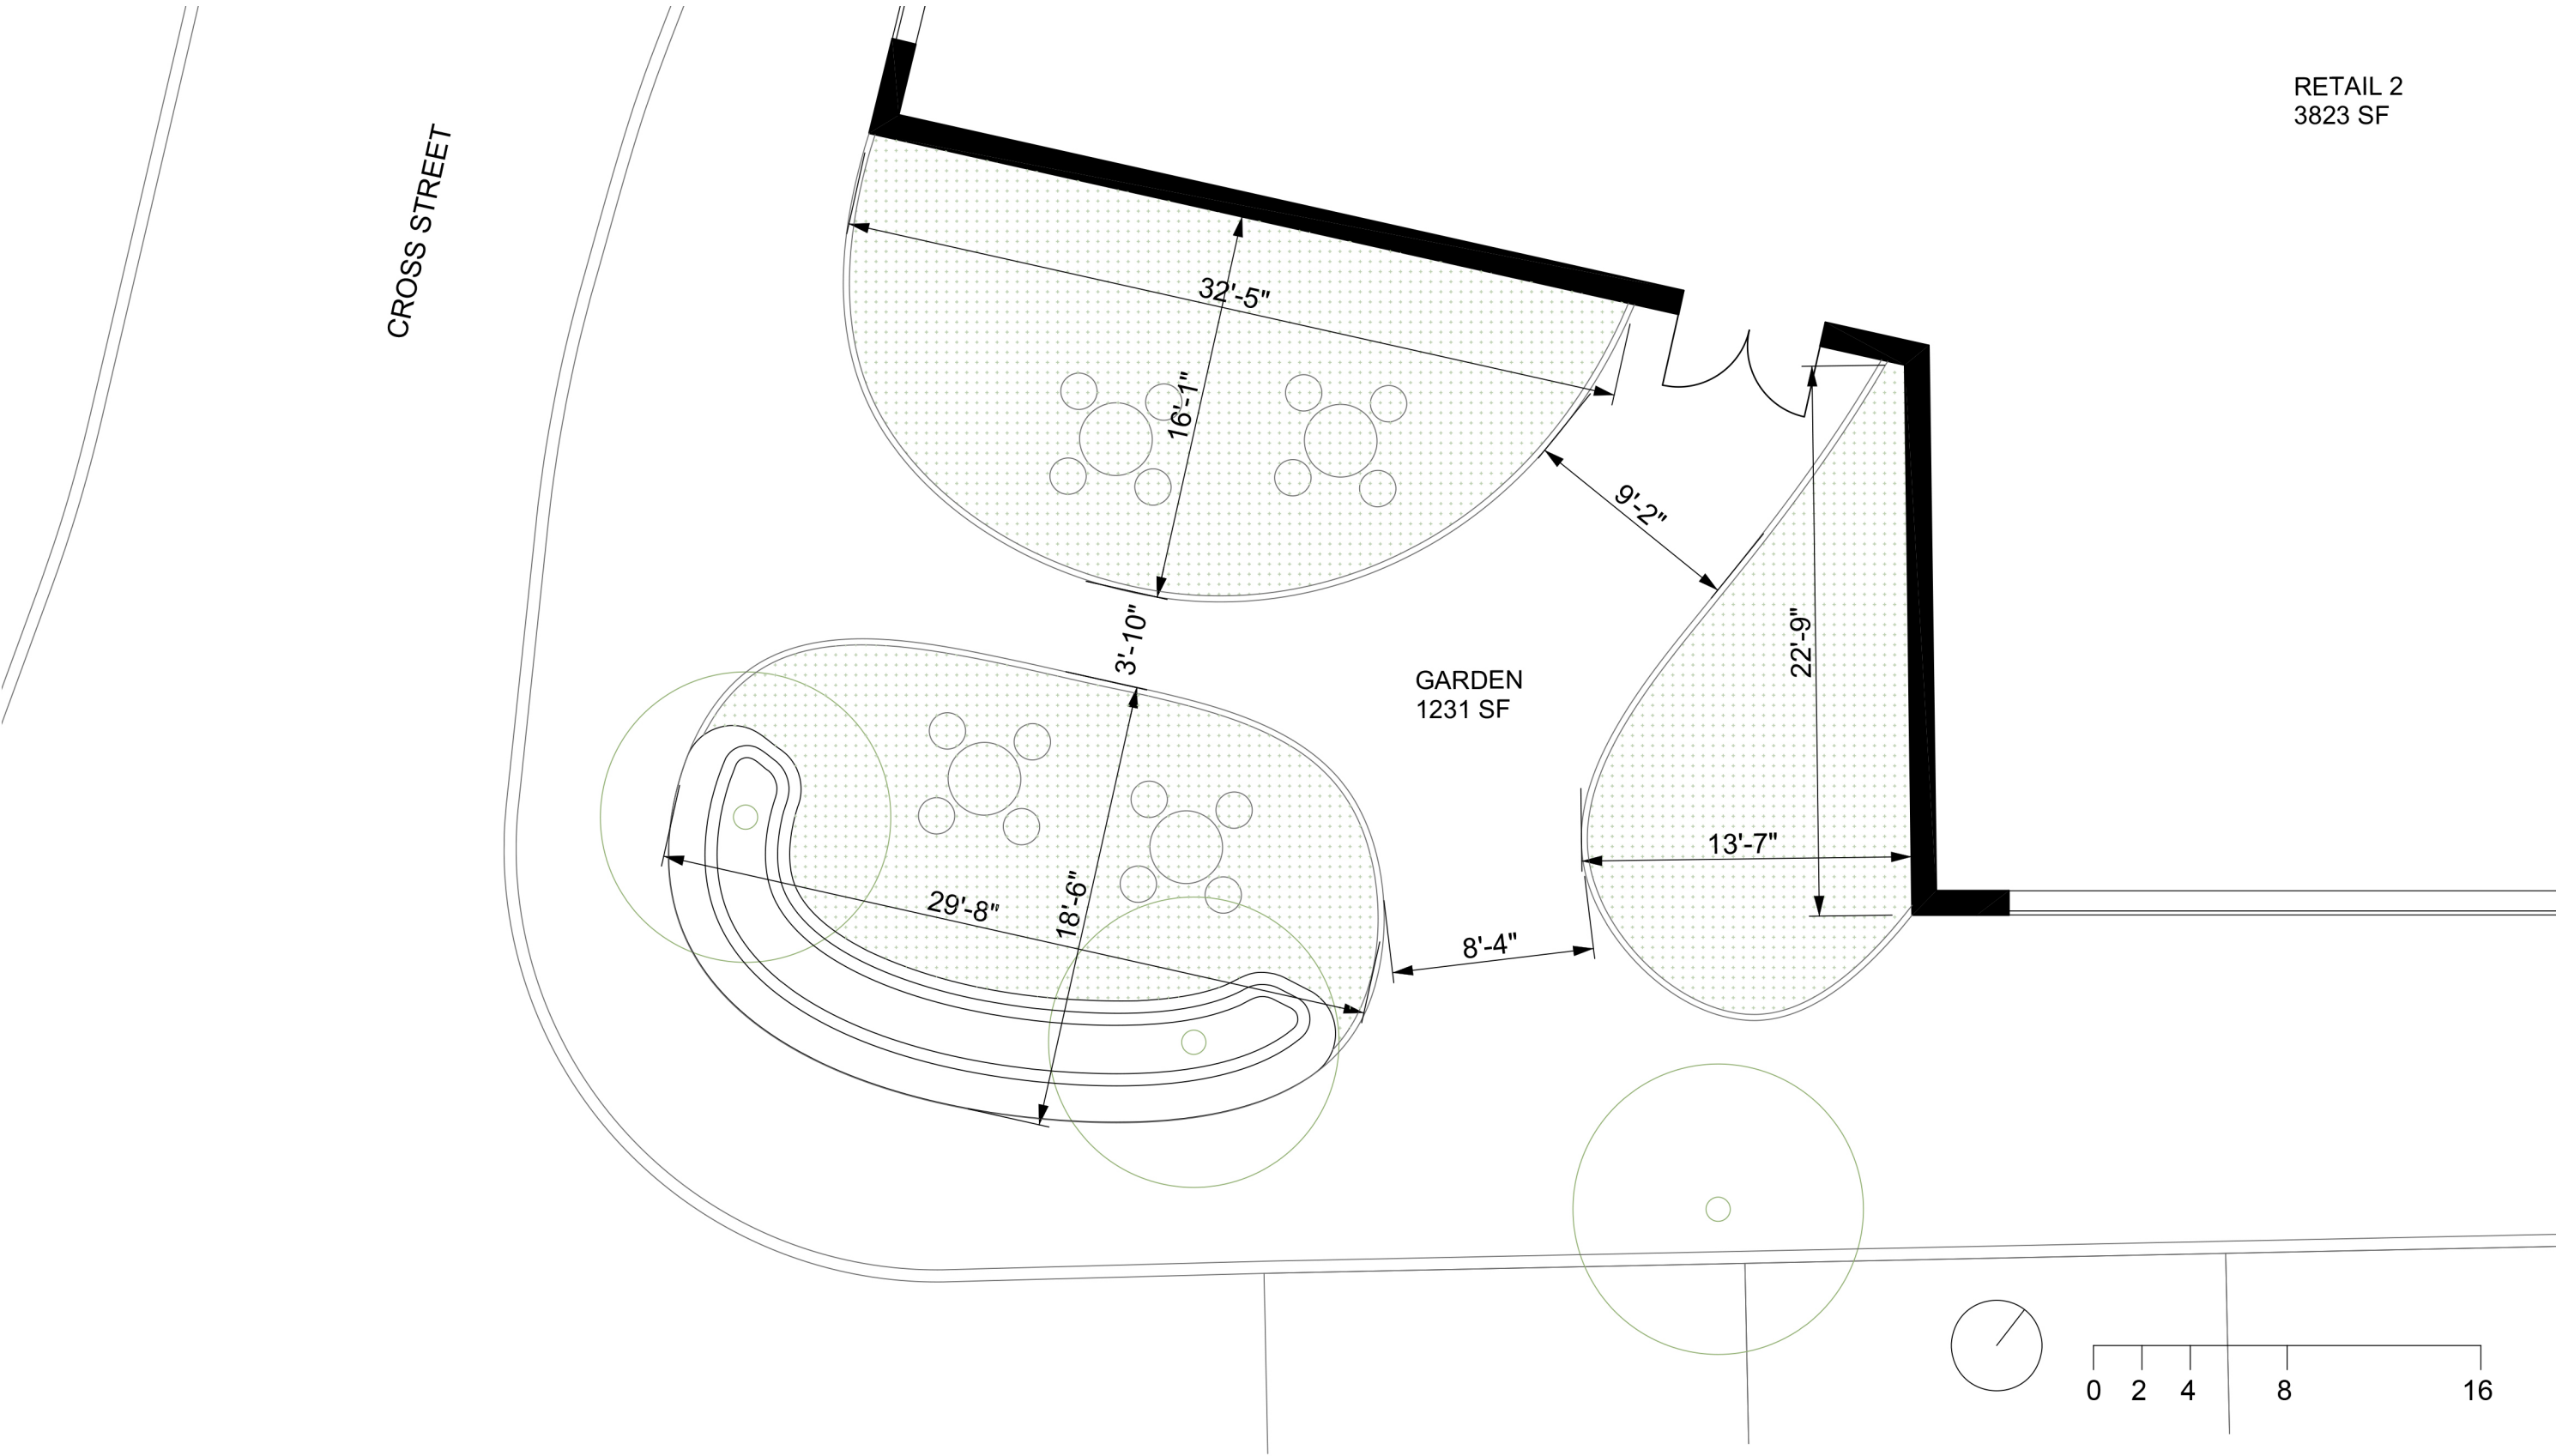 RETAIL 2
3823 SF
CROSS STREET
32'-5"
16'-1"
9'-2"
3'-10"
22'-9"
GARDEN
1231 SF
13'-7"
29'-8"
18'-6"
8'-4"
0 2 4 8 16